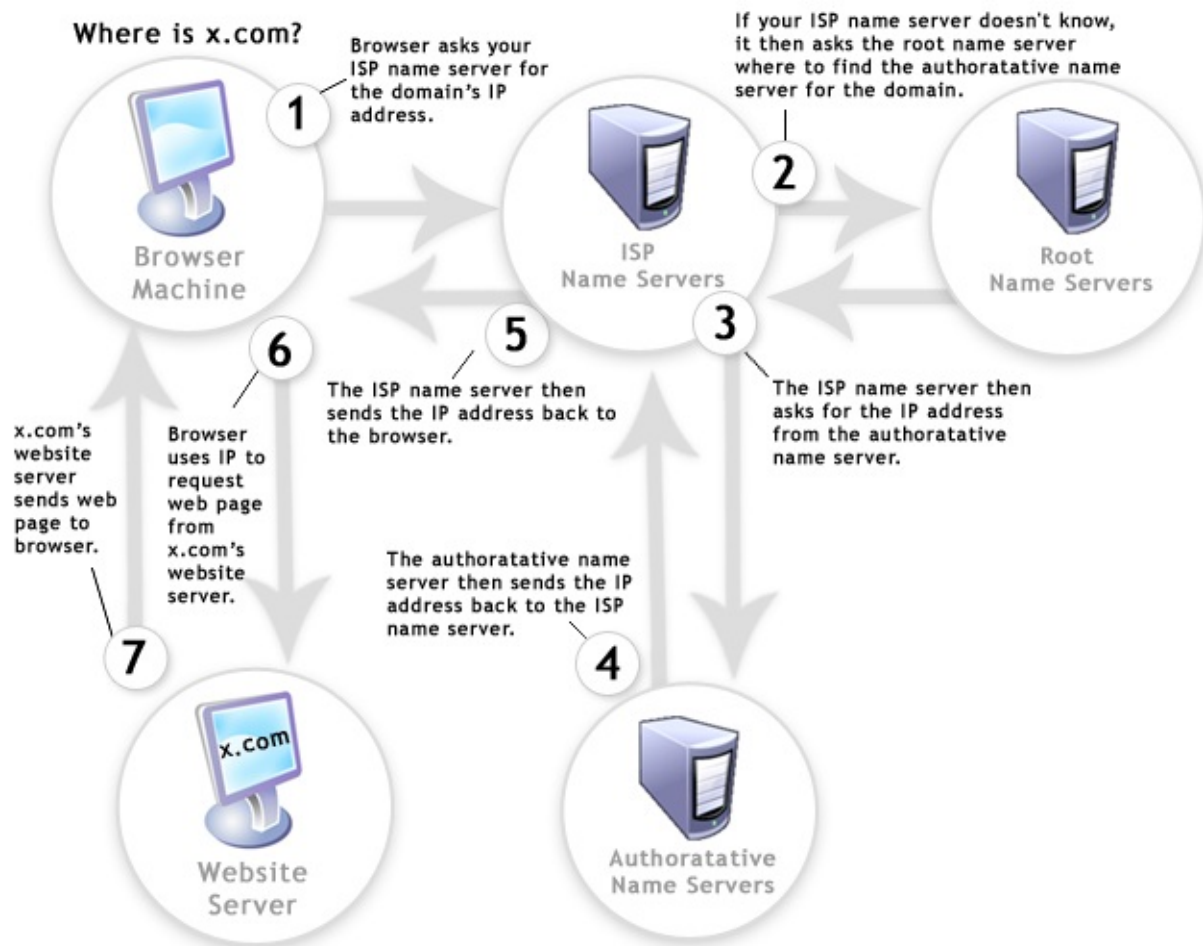 Where is x.com?
1
Browser asks your
ISP name server for
the domain's IP
address.
If your ISP name server doesn't know,
it then asks the root name server
where to find the authoratative name
server for the domain.
2
Browser
Machine
ISP
Name Servers
Root
Name Servers
3
The ISP name server then
asks for the IP address
from the authoratative
name server.
5
The ISP name server then
sends the IP address back to
the browser.
6
Browser
uses IP to
request
web page
from
x.com's
website
server.
x.com's
website
server
sends web
page to
browser.
7
The authoratative name
server then sends the IP
address back to the ISP
name server.
4
x.com
Website
Server
Authoratative
Name Servers